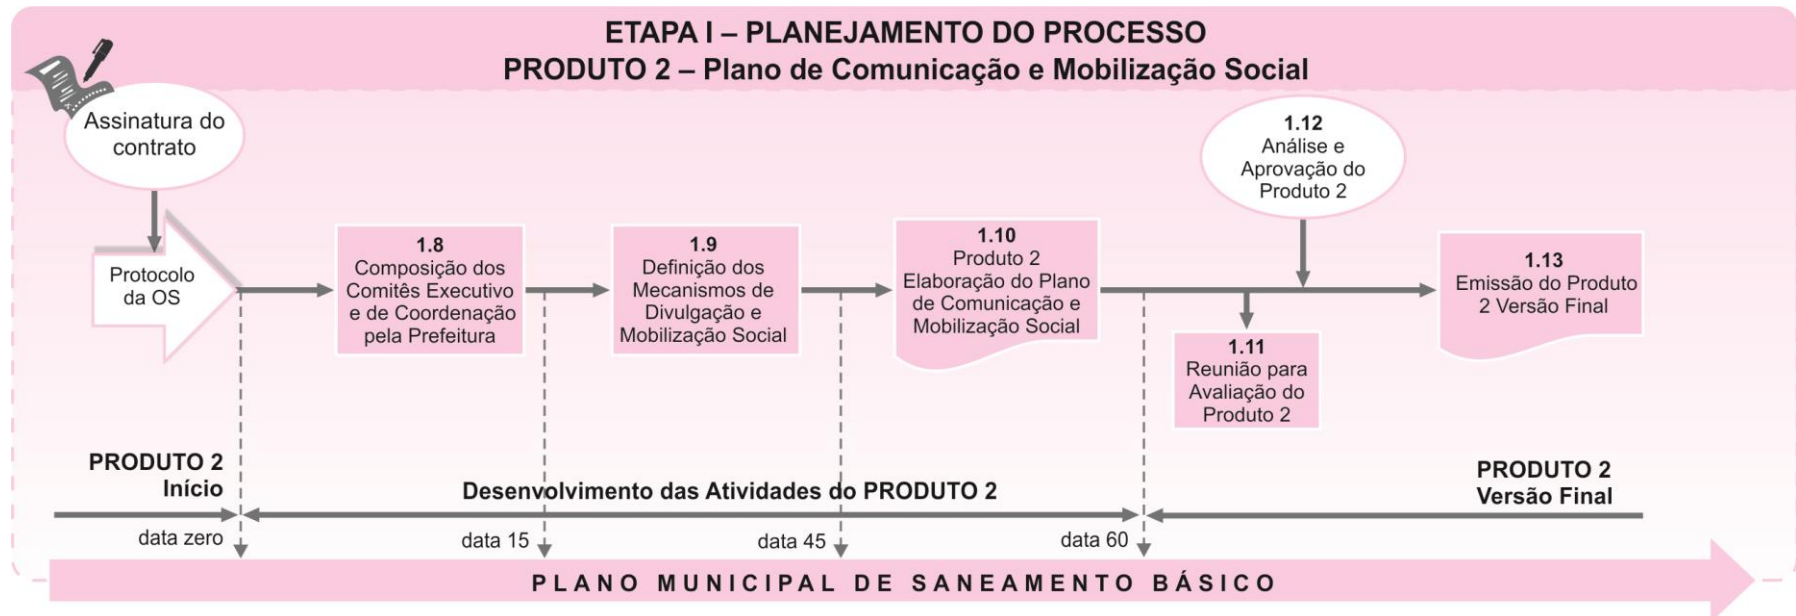 ETAPA I – PLANEJAMENTO DO PROCESSO
PRODUTO 2 – Plano de Comunicação e Mobilização Social
Assinatura do
contrato
Protocolo
da OS
1.8
Composição dos
Comitês Executivo
e de Coordenação
pela Prefeitura
1.9
Definição dos
Mecanismos de
Divulgação e
Mobilização Social
1.10
Produto 2
Elaboração do Plano
de Comunicação e
Mobilização Social
1.11
Reunião para
Avaliação do
Produto 2
1.12
Análise e
Aprovação do
Produto 2
1.13
Emissão do Produto
2 Versão Final
PRODUTO 2
Início
Desenvolvimento das Atividades do PRODUTO 2
PRODUTO 2
Versão Final
data zero
data 15
data 45
data 60
PLANO MUNICIPAL DE SANEAMENTO BÁSICO